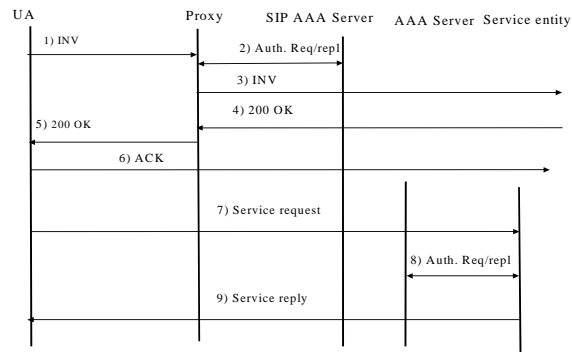 UA Proxy SIP AAA Server AAA Server Service entity
1) INV
2) Auth. Req/repl
3) INV
4) 200 OK
5) 200 OK
6) ACK
7) Service request
8) Auth. Req/repl
9) Service reply